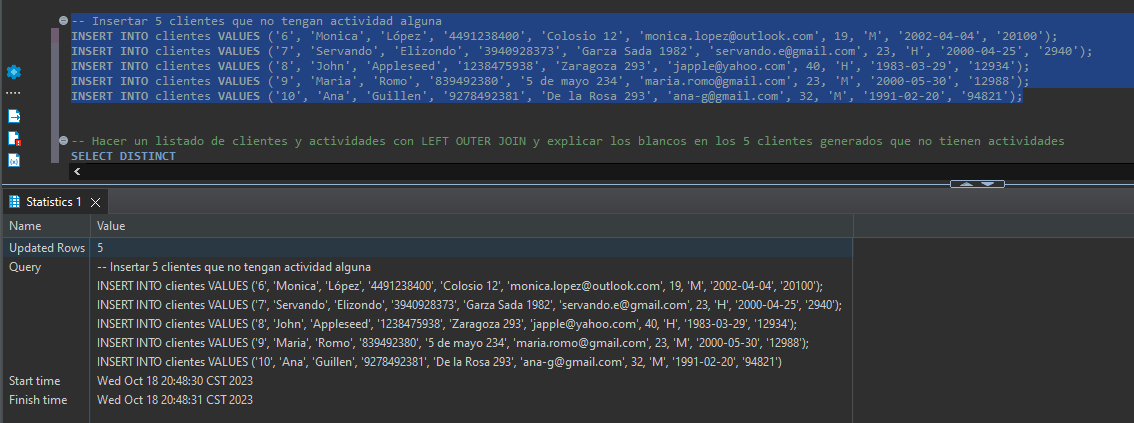 -- Insertar 5 clientes que no tengan actividad alguna
INSERT INTO clientes VALUES ('6', 'Monica', 'López', '4491238400', 'Colosio 12', 'monica.lopez@outlook.com', 19, 'M', '2002-04-04', '20100');
INSERT INTO clientes VALUES ('7', 'Servando', 'Elizondo', '3940928373', 'Garza Sada 1982', 'servando.e@gmail.com', 23, 'H', '2000-04-25', '2940');
INSERT INTO clientes VALUES ('8', 'John', 'Appleseed', '1238475938', 'Zaragoza 293', 'japple@yahoo.com', 40, 'H', '1983-03-29', '12934');
INSERT INTO clientes VALUES ('9', 'Maria', 'Romo', '839492380', '5 de mayo 234', 'maria.romo@gmail.com', 23, 'M', '2000-05-30', '12988');
INSERT INTO clientes VALUES ('10', 'Ana', 'Guillen', '9278492381', 'De la Rosa 293', 'ana-g@gmail.com', 32, 'M', '1991-02-20', '94821');
-- Hacer un listado de clientes y actividades con LEFT OUTER JOIN y explicar los blancos en los 5 clientes generados que no tienen actividades
SELECT DISTINCT
Statistics 1
Name Value
Updated Rows 5
Query -- Insertar 5 clientes que no tengan actividad alguna
INSERT INTO clientes VALUES ('6', 'Monica', 'López', '4491238400', 'Colosio 12', 'monica.lopez@outlook.com', 19, 'M', '2002-04-04', '20100');
INSERT INTO clientes VALUES ('7', 'Servando', 'Elizondo', '3940928373', 'Garza Sada 1982', 'servando.e@gmail.com', 23, 'H', '2000-04-25', '2940');
INSERT INTO clientes VALUES ('8', 'John', 'Appleseed', '1238475938', 'Zaragoza 293', 'japple@yahoo.com', 40, 'H', '1983-03-29', '12934');
INSERT INTO clientes VALUES ('9', 'Maria', 'Romo', '839492380', '5 de mayo 234', 'maria.romo@gmail.com', 23, 'M', '2000-05-30', '12988');
INSERT INTO clientes VALUES ('10', 'Ana', 'Guillen', '9278492381', 'De la Rosa 293', 'ana-g@gmail.com', 32, 'M', '1991-02-20', '94821')
Start time Wed Oct 18 20:48:30 CST 2023
Finish time Wed Oct 18 20:48:31 CST 2023